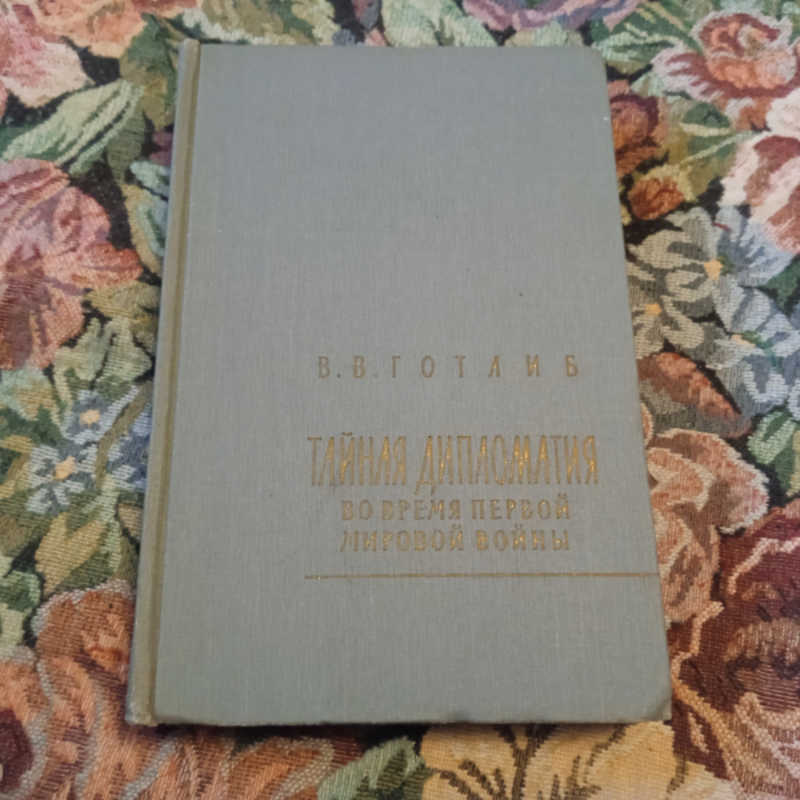 В. В. ГОТЛИБ
ТАЙНАЯ ДИПЛОМАТИЯ
ВО ВРЕМЯ ПЕРВОЙ
МИРОВОЙ ВОЙНЫ